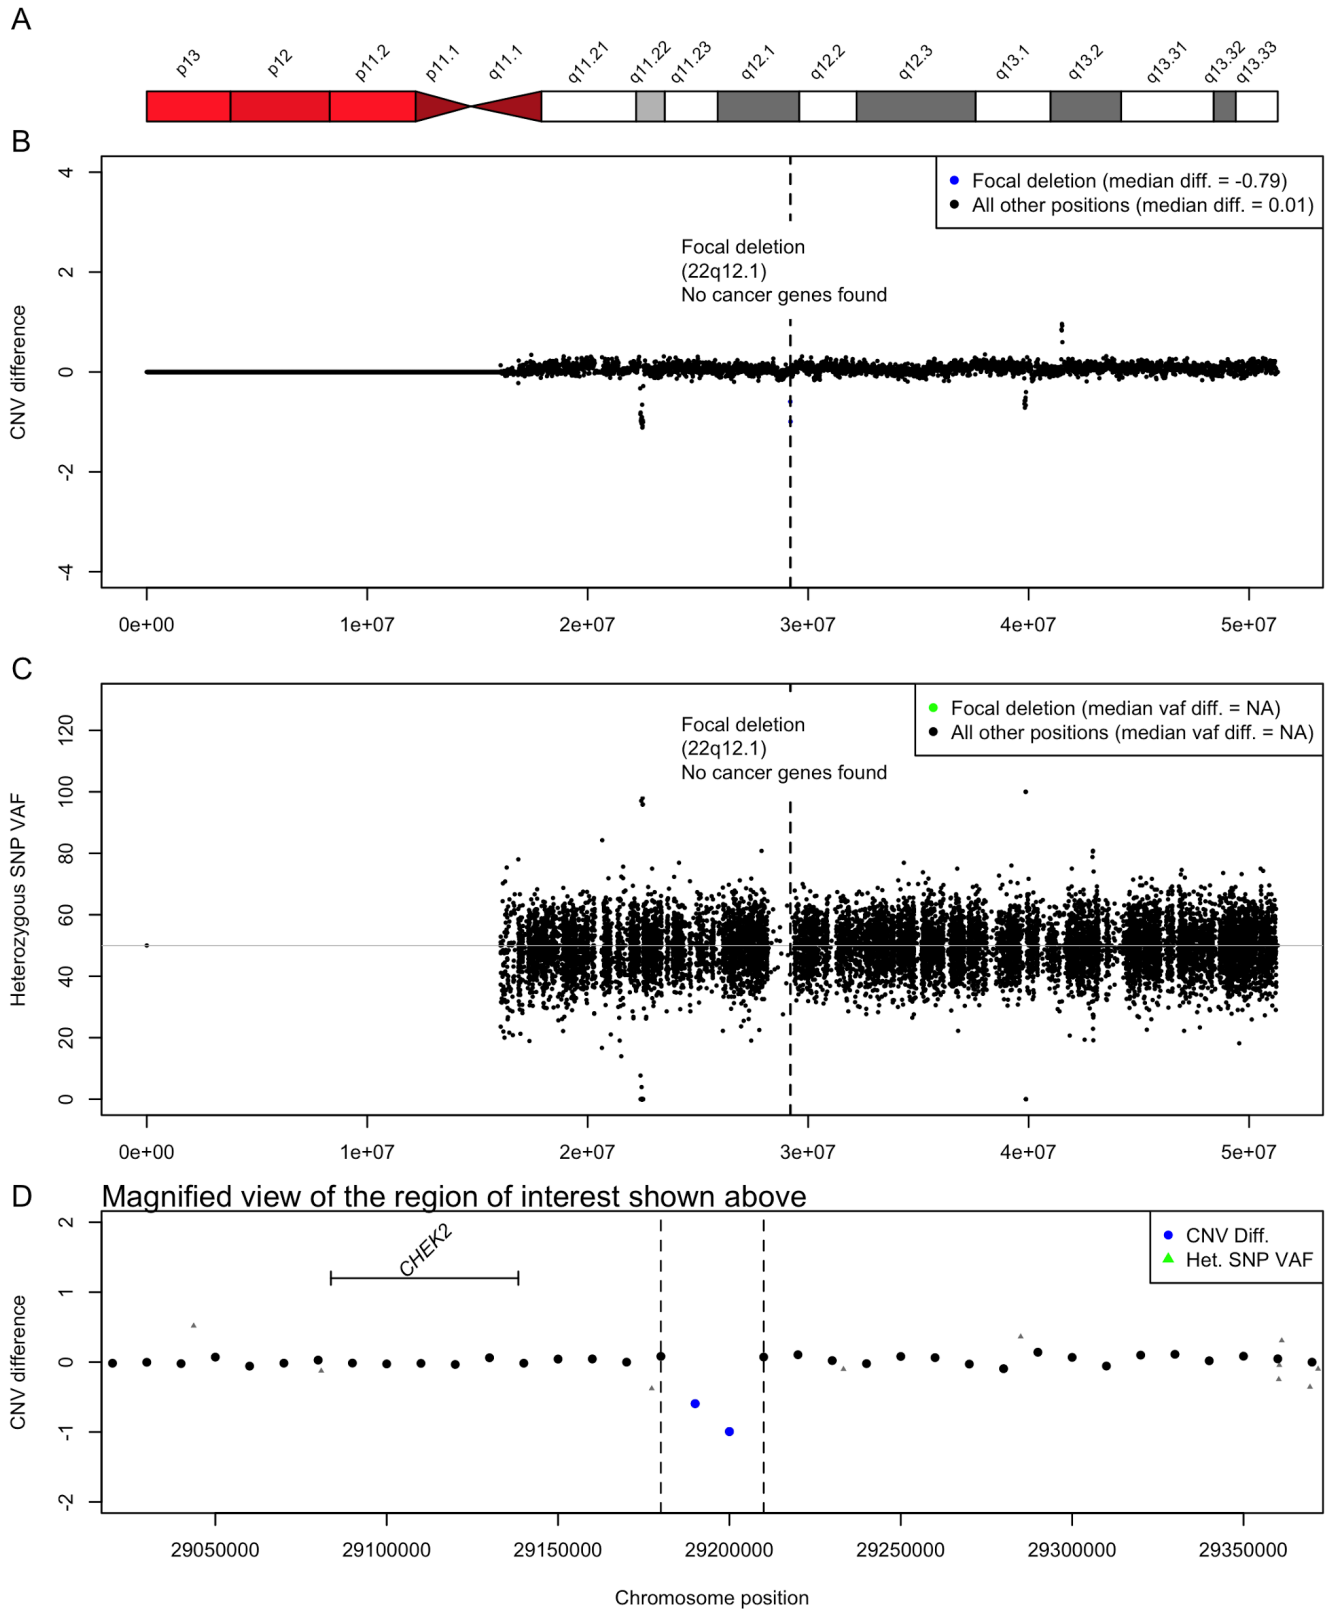 A
p13 p12 p11.2 p11.1 q11.1 q11.21 q11.22 q11.23 q12.1 q12.2 q12.3 q13.1 q13.2 q13.31 q13.32 q13.33
B
CNV difference
4
2
0
-2
-4
Focal deletion (median diff. = -0.79)
All other positions (median diff. = 0.01)
Focal deletion
(22q12.1)
No cancer genes found
0e+00 1e+07 2e+07 3e+07 4e+07 5e+07
C
Heterozygous SNP VAF
120
100
80
60
40
20
0
Focal deletion (median vaf diff. = NA)
All other positions (median vaf diff. = NA)
Focal deletion
(22q12.1)
No cancer genes found
0e+00 1e+07 2e+07 3e+07 4e+07 5e+07
D Magnified view of the region of interest shown above
CNV difference
2
1
0
-1
-2
CHEK2
CNV Diff.
Het. SNP VAF
29050000 29100000 29150000 29200000 29250000 29300000 29350000
Chromosome position